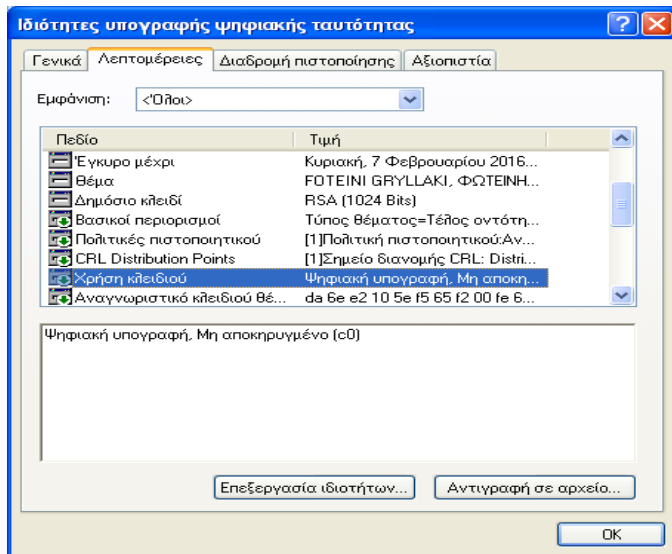 Ιδιότητες υπογραφής ψηφιακής ταυτότητας
Γενικά Λεπτομέρειες Διαδρομή πιστοποίησης Αξιοπιστία
Εμφάνιση: <Όλοι>
Πεδίο Τιμή
Έγκυρο μέχρι Κυριακή, 7 Φεβρουαρίου 2016...
Θέμα FOTEINI GRYLLAKI, ΦΩΤΕΙΝΗ...
Δημόσιο κλειδί RSA (1024 Bits)
Βασικοί περιορισμοί Τύπος θέματος=Τέλος οντότη...
Πολιτικές πιστοποιητικού [1]Πολιτική πιστοποιητικού:Αν...
CRL Distribution Points [1]Σημείο διανομής CRL: Distri...
Χρήση κλειδιού Ψηφιακή υπογραφή, Μη αποκη...
Αναγνωριστικό κλειδιού θέ... da 6e e2 10 5e f5 65 f2 00 fe 6...
Ψηφιακή υπογραφή, Μη αποκηρυγμένο (c0)
Επεξεργασία ιδιοτήτων... Αντιγραφή σε αρχείο...
OK